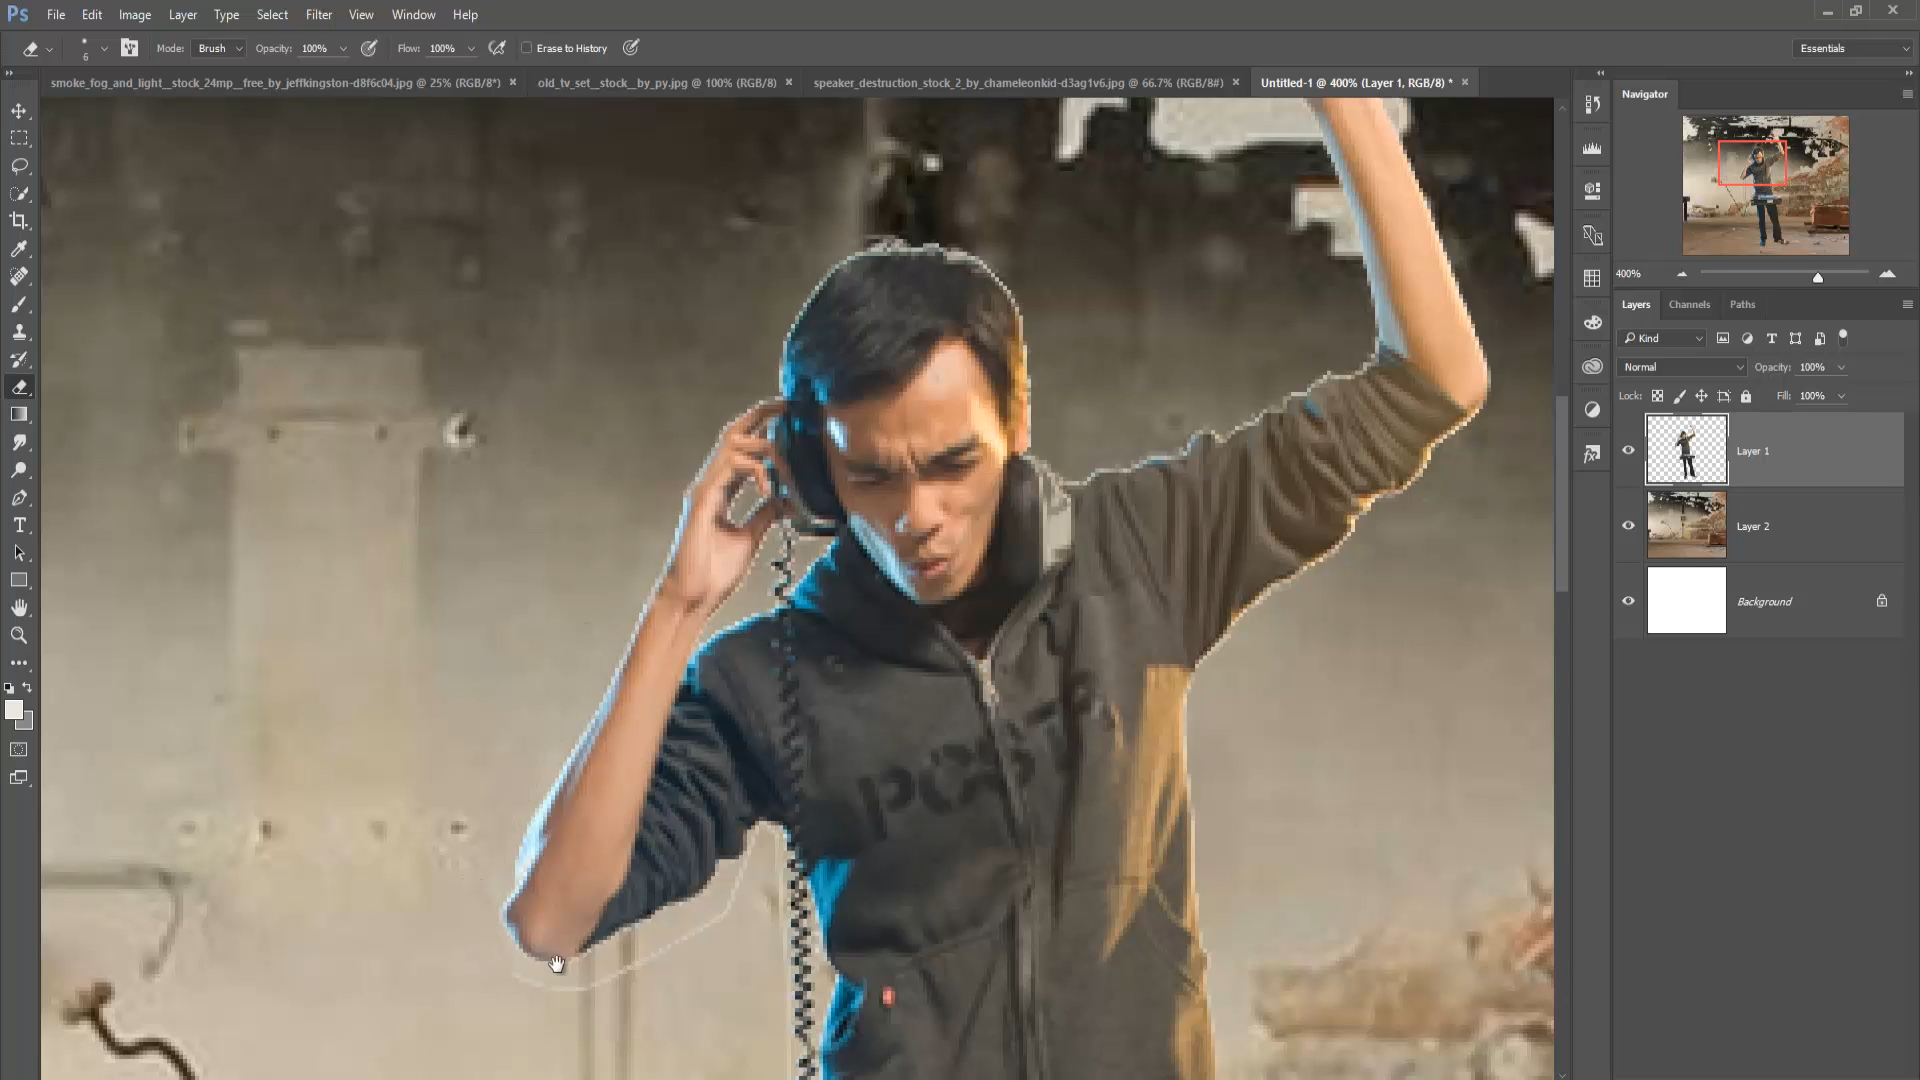 Ps File Edit Image Layer Type Select Filter View Window Help
6 Mode: Brush Opacity: 100% Flow: 100% Erase to History Essentials
smoke_fog_and_light__stock_24mp__free_by_jeffkingston-d8f6c04.jpg @ 25% (RGB/8*) × old_tv_set__stock__by_py.jpg @ 100% (RGB/8) × speaker_destruction_stock_2_by_chameleonkid-d3ag1v6.jpg @ 66.7% (RGB/8#) × Untitled-1 @ 400% (Layer 1, RGB/8) * ×
Navigator
400%
Layers Channels Paths
Kind
Normal Opacity: 100%
Lock: Fill: 100%
Layer 1
Layer 2
Background